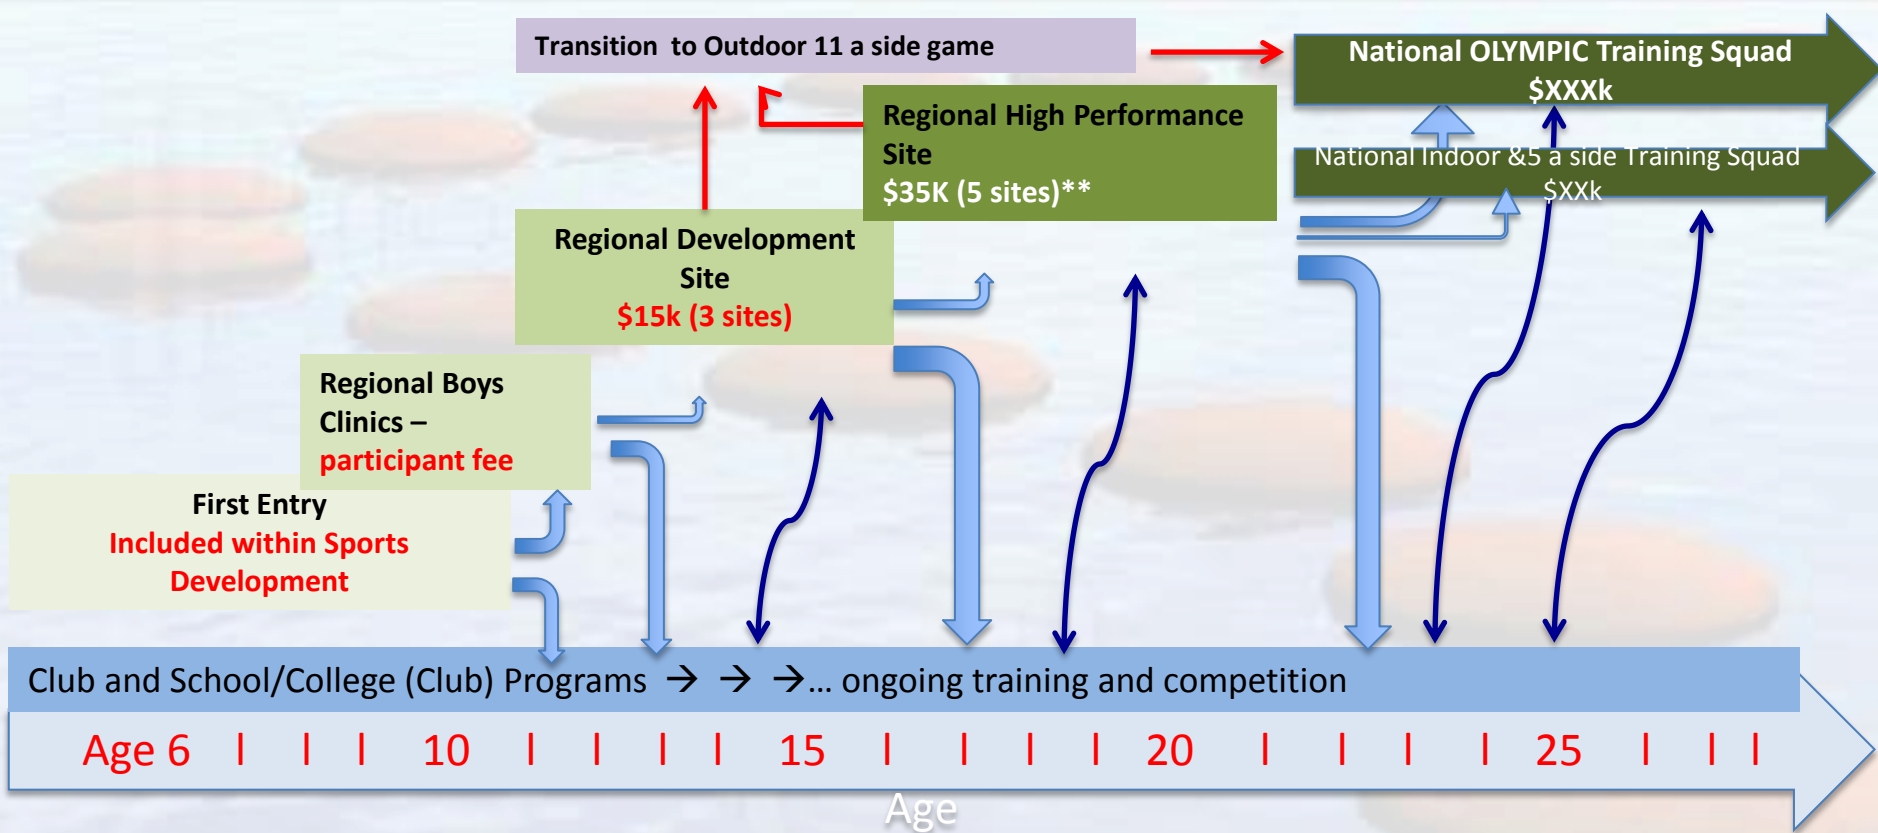 Transition to Outdoor 11 a side game
National OLYMPIC Training Squad
$XXXk
Regional High Performance
Site
$35K (5 sites)**
National Indoor &5 a side Training Squad
$XXk
Regional Development
Site
$15k (3 sites)
Regional Boys
Clinics –
participant fee
First Entry
Included within Sports
Development
Club and School/College (Club) Programs → → →... ongoing training and competition
Age 6 I I I 10 I I I I 15 I I I I 20 I I I I 25 I I I
Age